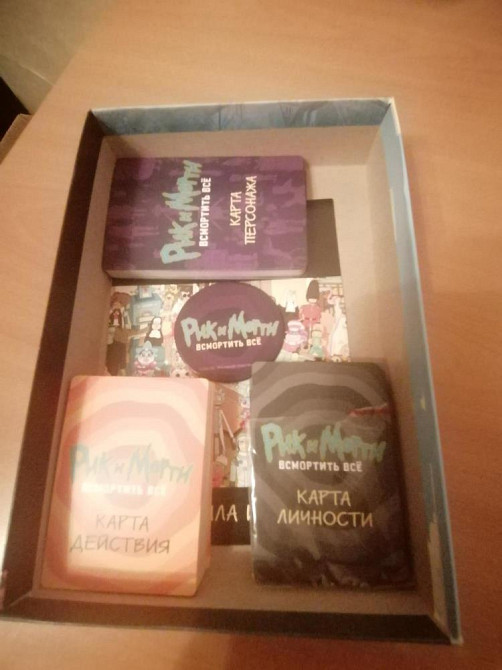 Рик и Морти
ВСМОРТИТЬ ВСЁ
КАРТА
ПЕРСОНАЖА
Рик и Морти
ВСМОРТИТЬ ВСЁ
Рик и Морти
ВСМОРТИТЬ ВСЁ
КАРТА
ДЕЙСТВИЯ
Рик и Морти
ВСМОРТИТЬ ВСЁ
КАРТА
ЛИЧНОСТИ